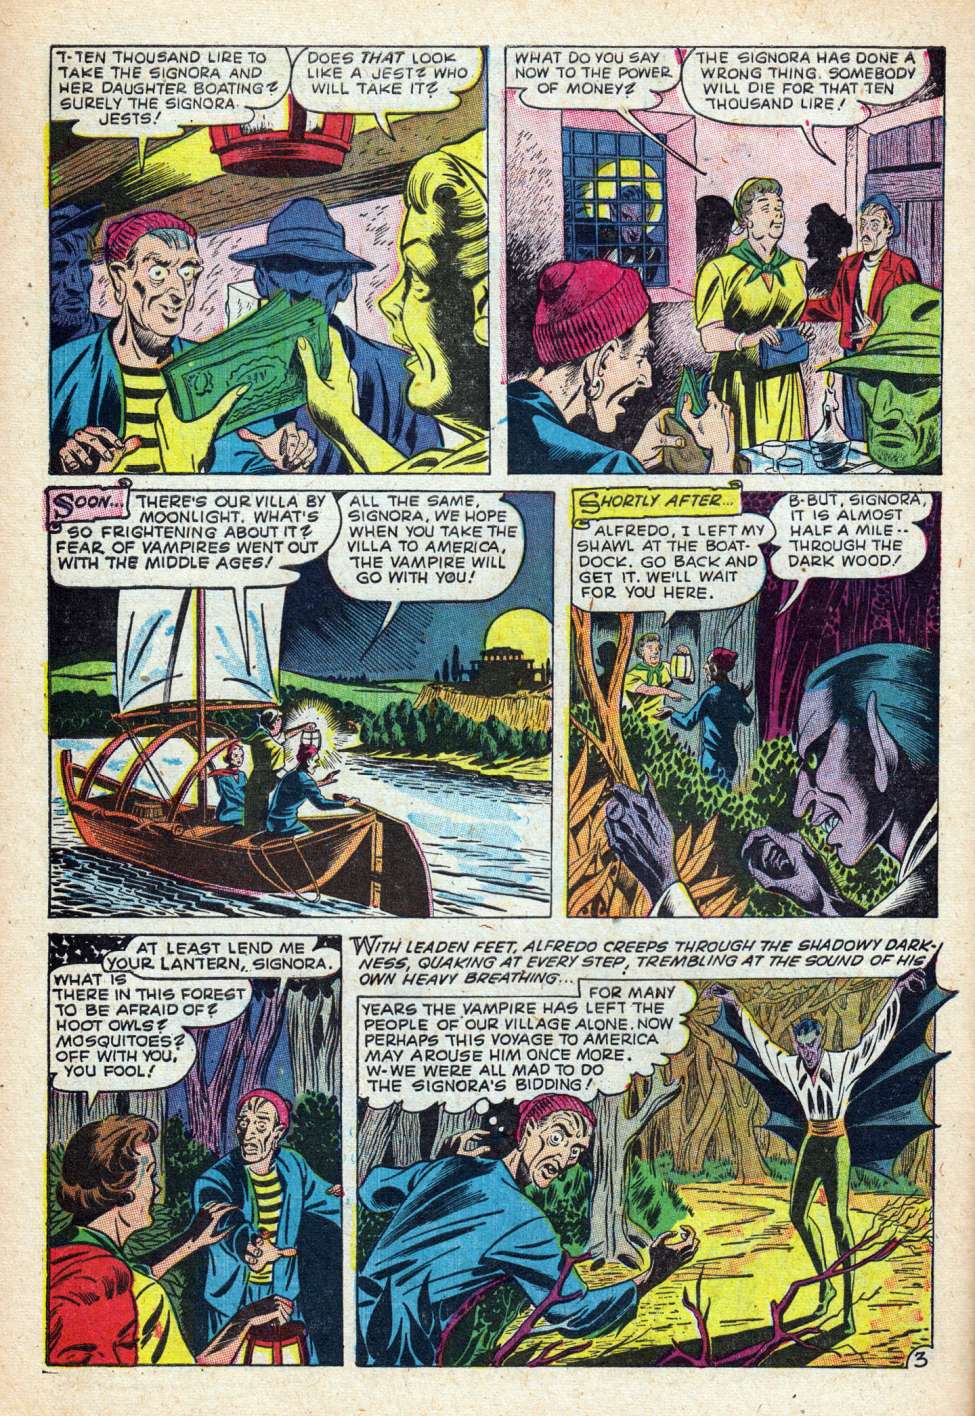 T-TEN THOUSAND LIRE TO
TAKE THE SIGNORA AND
HER DAUGHTER BOATING?
SURELY THE SIGNORA
JESTS!
DOES THAT LOOK
LIKE A JEST? WHO
WILL TAKE IT?
WHAT DO YOU SAY
NOW TO THE POWER
OF MONEY?
THE SIGNORA HAS DONE A
WRONG THING. SOMEBODY
WILL DIE FOR THAT TEN
THOUSAND LIRE!
SOON...
THERE'S OUR VILLA BY
MOONLIGHT. WHAT'S
SO FRIGHTENING ABOUT IT?
FEAR OF VAMPIRES WENT OUT
WITH THE MIDDLE AGES!
ALL THE SAME,
SIGNORA, WE HOPE
WHEN YOU TAKE THE
VILLA TO AMERICA,
THE VAMPIRE WILL
GO WITH YOU!
SHORTLY AFTER...
ALFREDO, I LEFT MY
SHAWL AT THE BOAT-
DOCK. GO BACK AND
GET IT. WE'LL WAIT
FOR YOU HERE.
B-BUT, SIGNORA,
IT IS ALMOST
HALF A MILE--
THROUGH THE
DARK WOOD!
AT LEAST LEND ME
YOUR LANTERN, SIGNORA.
WHAT IS
THERE IN THIS FOREST
TO BE AFRAID OF?
HOOT OWLS?
MOSQUITOES?
OFF WITH YOU,
YOU FOOL!
WITH LEADEN FEET, ALFREDO CREEPS THROUGH THE SHADOWY DARK-
NESS, QUAKING AT EVERY STEP, TREMBLING AT THE SOUND OF HIS
OWN HEAVY BREATHING...
FOR MANY
YEARS THE VAMPIRE HAS LEFT THE
PEOPLE OF OUR VILLAGE ALONE. NOW
PERHAPS THIS VOYAGE TO AMERICA
MAY AROUSE HIM ONCE MORE.
W-WE WERE ALL MAD TO DO
THE SIGNORA'S BIDDING!
3